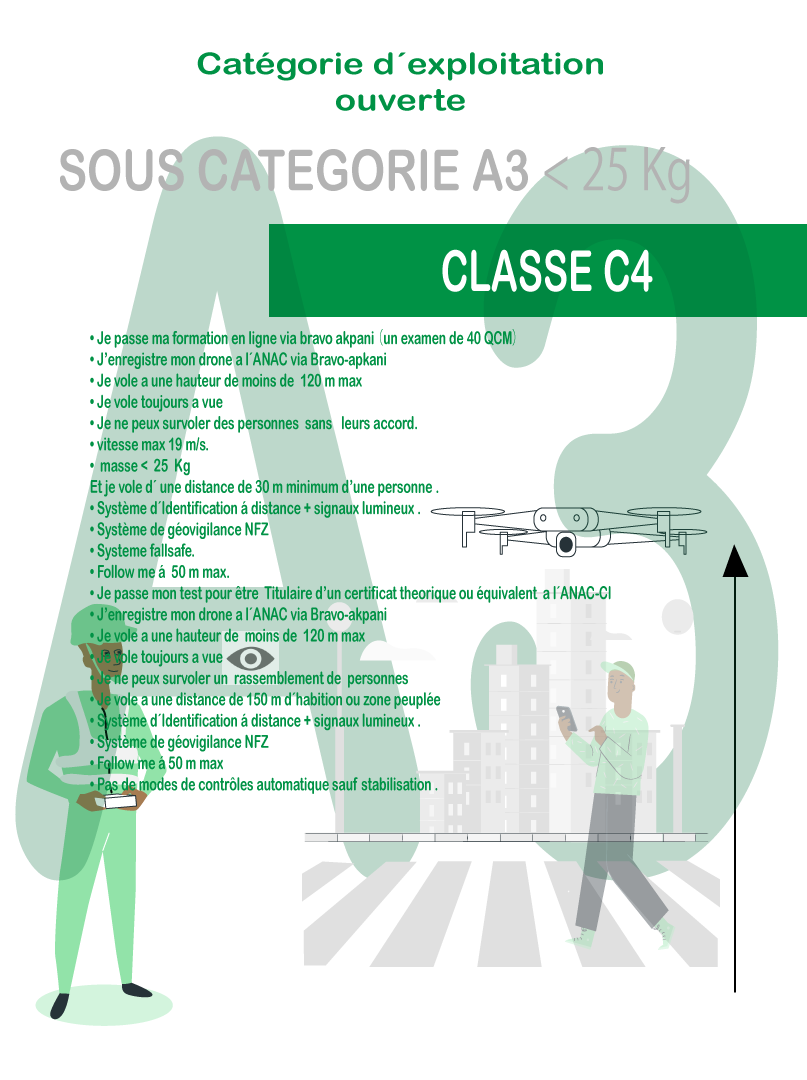 Catégorie d´exploitation
ouverte
SOUS CATEGORIE A3 < 25 Kg
A3
CLASSE C4
• Je passe ma formation en ligne via bravo akpani (un examen de 40 QCM)
• J'enregistre mon drone a l´ANAC via Bravo-apkani
• Je vole a une hauteur de moins de 120 m max
• Je vole toujours a vue
• Je ne peux survoler des personnes sans leurs accord.
• vitesse max 19 m/s.
• masse < 25 Kg
Et je vole d´ une distance de 30 m minimum d'une personne .
• Système d´Identification á distance + signaux lumineux .
• Système de géovigilance NFZ
• Systeme fallsafe.
• Follow me á 50 m max.
• Je passe mon test pour être Titulaire d'un certificat theorique ou équivalent a l´ANAC-CI
• J'enregistre mon drone a l´ANAC via Bravo-akpani
• Je vole a une hauteur de moins de 120 m max
• Je vole toujours a vue
• Je ne peux survoler un rassemblement de personnes
• Je vole a une distance de 150 m d´habition ou zone peuplée
• Système d´Identification á distance + signaux lumineux .
• Système de géovigilance NFZ
• Follow me á 50 m max
• Pas de modes de contrôles automatique sauf stabilisation .